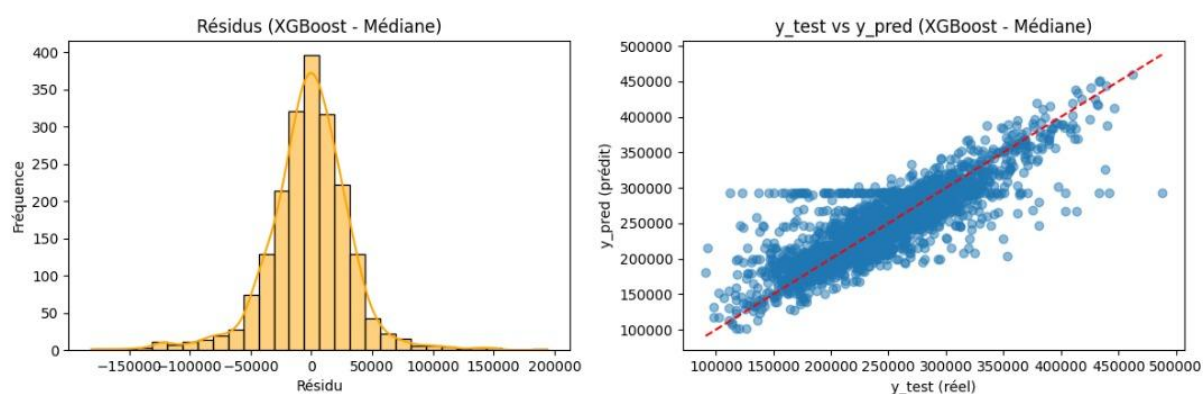 Résidus (XGBoost - Médiane)
400
350
300
250
200
150
100
50
0
Fréquence
−150000 −100000 −50000 0 50000 100000 150000 200000
Résidu
y_test vs y_pred (XGBoost - Médiane)
500000
450000
400000
350000
300000
250000
200000
150000
100000
y_pred (prédit)
100000 150000 200000 250000 300000 350000 400000 450000 500000
y_test (réel)